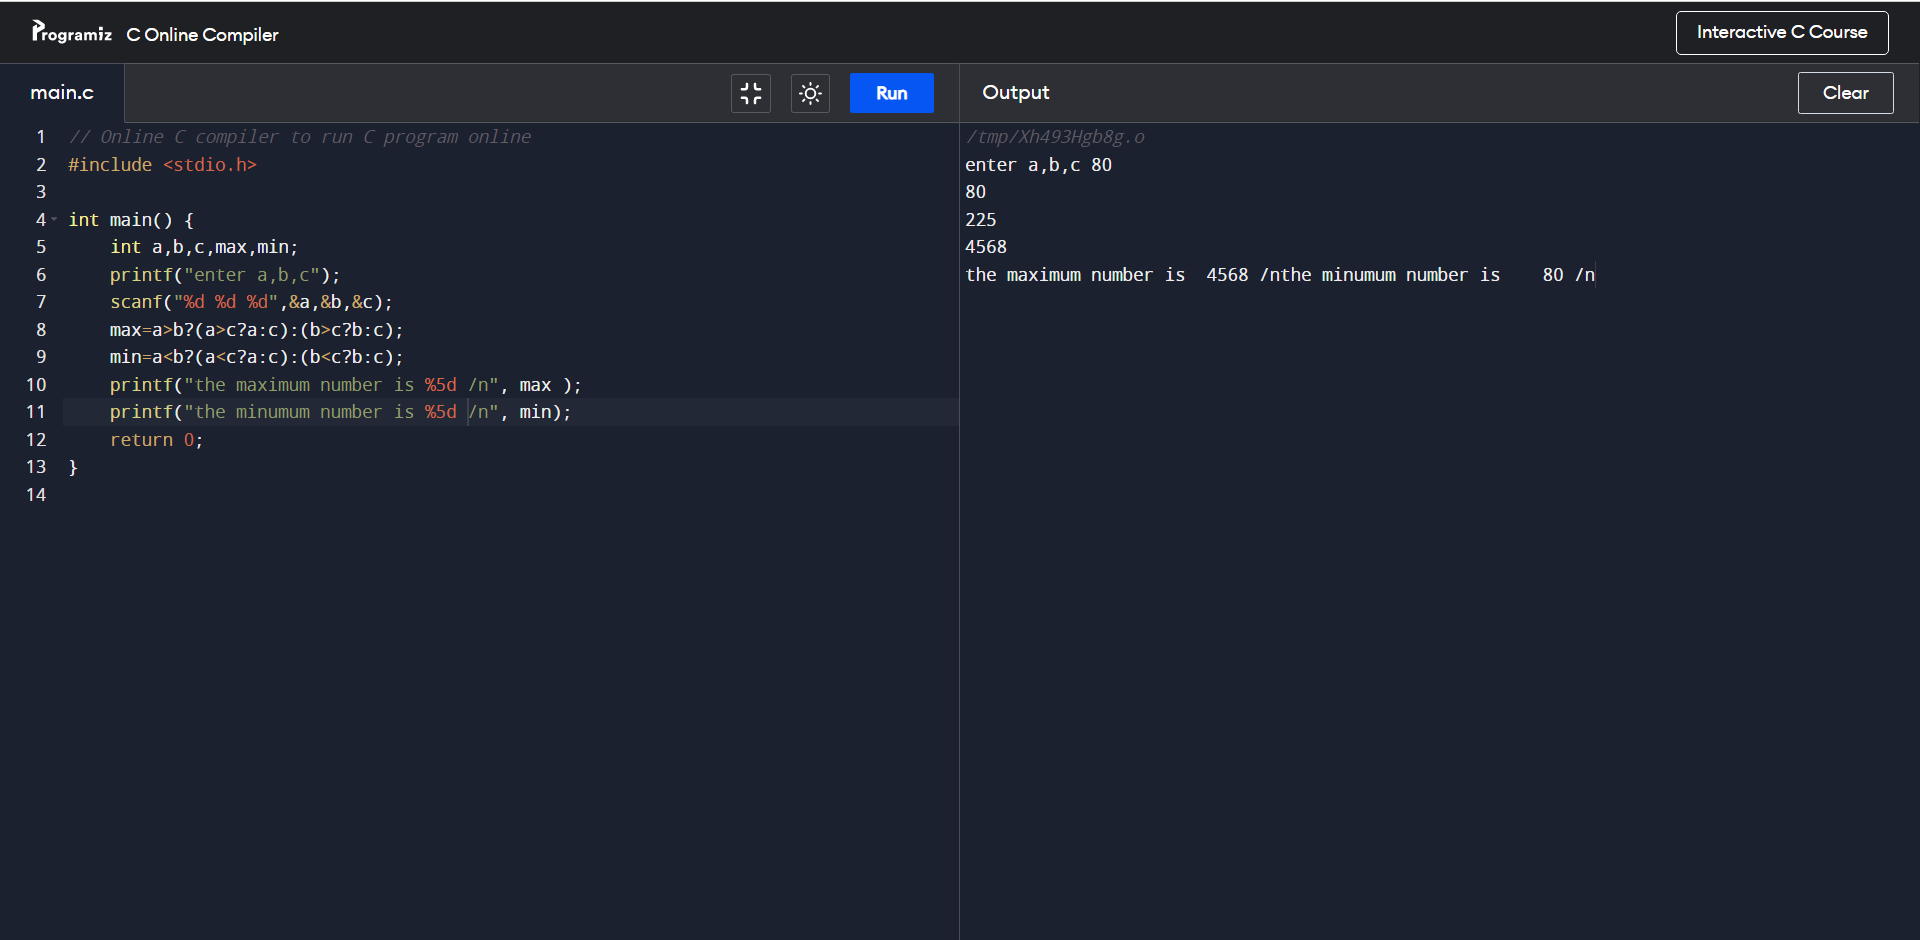 Programiz C Online Compiler
Interactive C Course
main.c
Run
Output
Clear
1 // Online C compiler to run C program online
2 #include <stdio.h>
3
4 int main() {
5 int a,b,c,max,min;
6 printf("enter a,b,c");
7 scanf("%d %d %d",&a,&b,&c);
8 max=a>b?(a>c?a:c):(b>c?b:c);
9 min=a<b?(a<c?a:c):(b<c?b:c);
10 printf("the maximum number is %5d /n", max );
11 printf("the minumum number is %5d /n", min);
12 return 0;
13 }
14
/tmp/Xh493Hgb8g.o
enter a,b,c 80
80
225
4568
the maximum number is  4568 /nthe minumum number is    80 /n